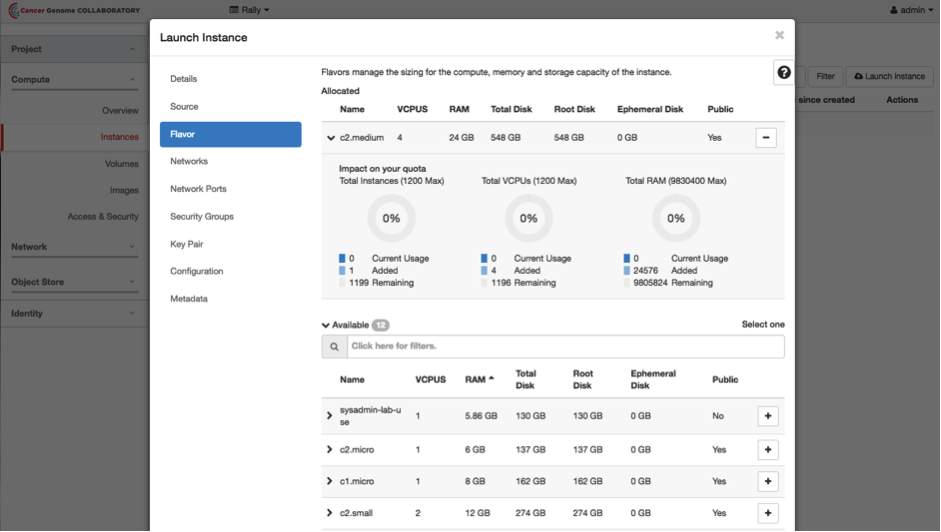 Cancer Genome COLLABORATORY
Rally
admin
Project
Compute
Overview
Instances
Volumes
Images
Access & Security
Network
Object Store
Identity
Filter
Launch Instance
since created
Actions
Launch Instance
Details
Source
Flavor
Networks
Network Ports
Security Groups
Key Pair
Configuration
Metadata
Flavors manage the sizing for the compute, memory and storage capacity of the instance.
Allocated
Name VCPUS RAM Total Disk Root Disk Ephemeral Disk Public
c2.medium 4 24 GB 548 GB 548 GB 0 GB Yes
Impact on your quota
Total Instances (1200 Max) Total VCPUs (1200 Max) Total RAM (9830400 Max)
0% 0% 0%
0 Current Usage 0 Current Usage 0 Current Usage
1 Added 4 Added 24576 Added
1199 Remaining 1196 Remaining 9805824 Remaining
Available 12 Select one
Click here for filters.
Name VCPUS RAM Total Disk Root Disk Ephemeral Disk Public
sysadmin-lab-u
se 1 5.86 GB 130 GB 130 GB 0 GB No
c2.micro 1 6 GB 137 GB 137 GB 0 GB Yes
c1.micro 1 8 GB 162 GB 162 GB 0 GB Yes
c2.small 2 12 GB 274 GB 274 GB 0 GB Yes